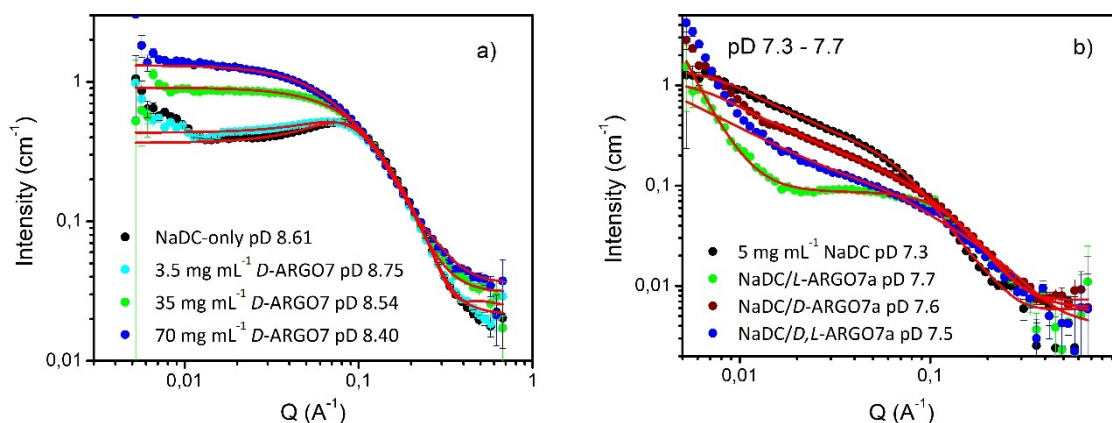 a)
Intensity (cm⁻¹)
1
0,1
0,01
NaDC-only pD 8.61
3.5 mg mL⁻¹ D-ARGO7 pD 8.75
35 mg mL⁻¹ D-ARGO7 pD 8.54
70 mg mL⁻¹ D-ARGO7 pD 8.40
0,01 0,1 1
Q (A⁻¹)
pD 7.3 - 7.7 b)
Intensity (cm⁻¹)
1
0,1
0,01
5 mg mL⁻¹ NaDC pD 7.3
NaDC/L-ARGO7a pD 7.7
NaDC/D-ARGO7a pD 7.6
NaDC/D,L-ARGO7a pD 7.5
0,01 0,1
Q (A⁻¹)